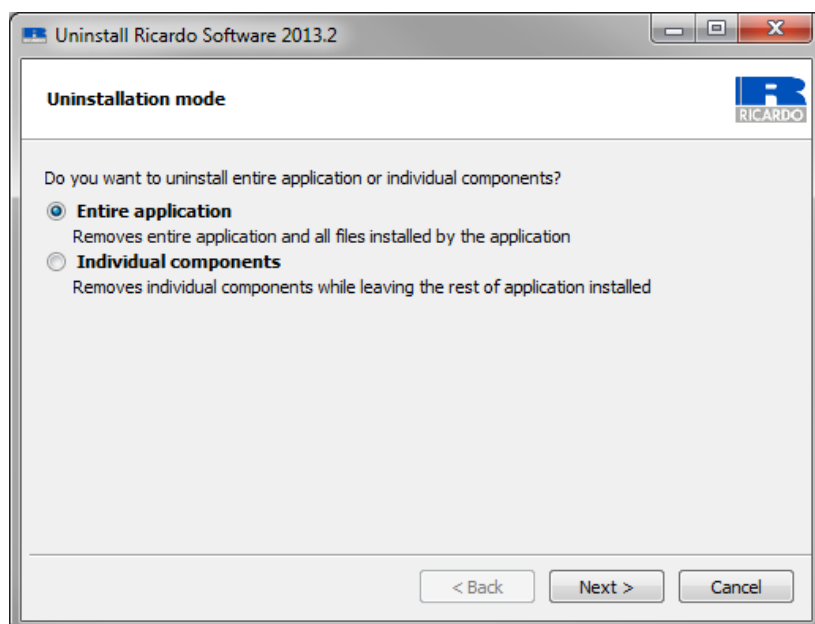 Uninstall Ricardo Software 2013.2
Uninstallation mode
RICARDO
Do you want to uninstall entire application or individual components?
Entire application
Removes entire application and all files installed by the application
Individual components
Removes individual components while leaving the rest of application installed
< Back Next > Cancel